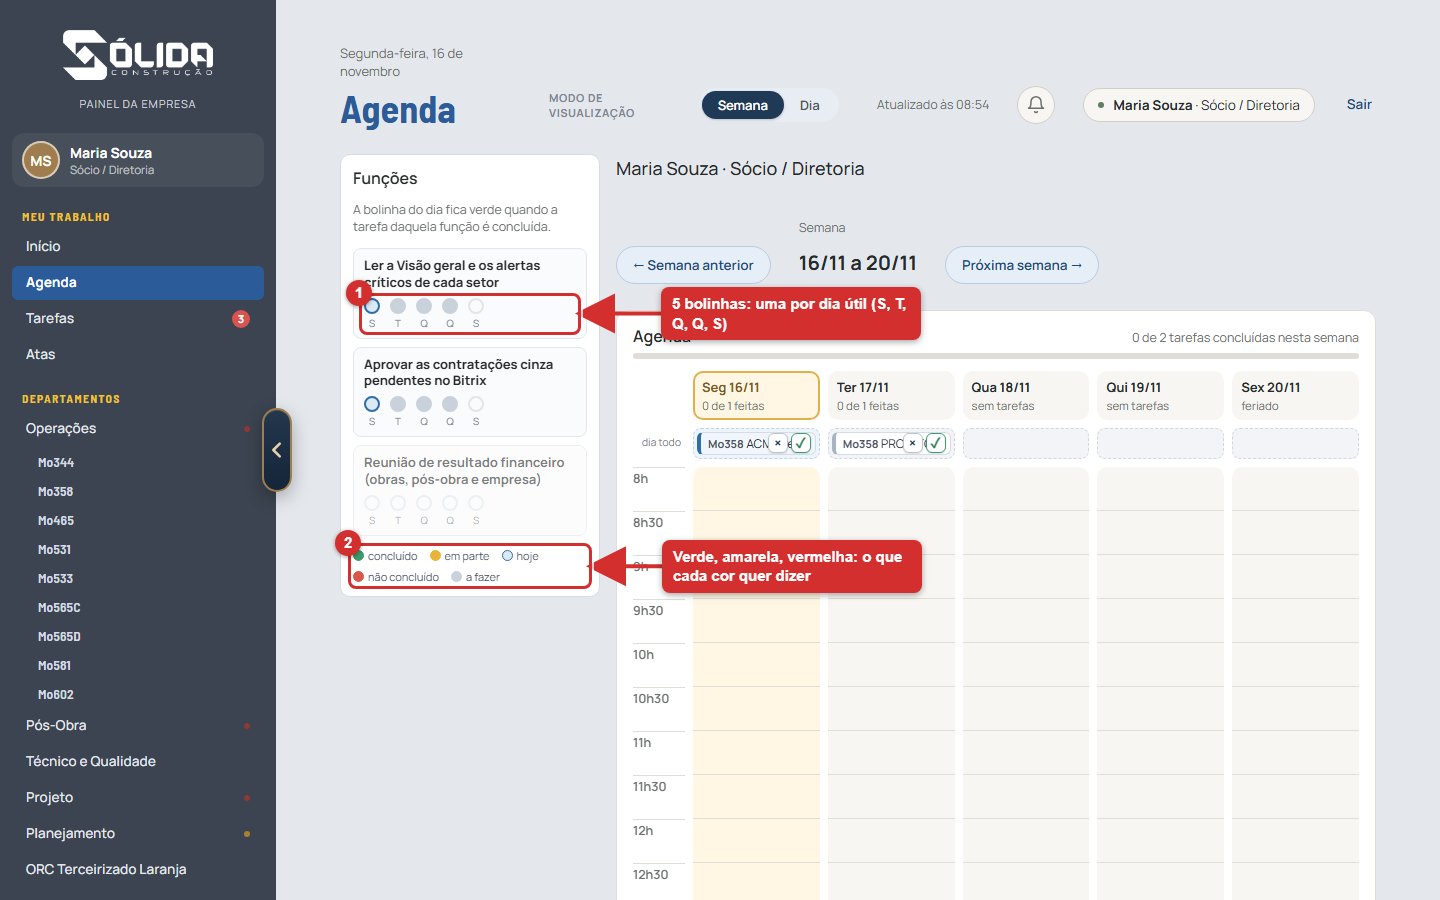 SÓLIDA
CONSTRUÇÃO
PAINEL DA EMPRESA
MS
Maria Souza
Sócio / Diretoria
MEU TRABALHO
Início
Agenda
Tarefas
3
Atas
DEPARTAMENTOS
Operações
Mo344
Mo358
Mo465
Mo531
Mo533
Mo565C
Mo565D
Mo581
Mo602
Pós-Obra
Técnico e Qualidade
Projeto
Planejamento
ORC Terceirizado Laranja
Segunda-feira, 16 de
novembro
Agenda
MODO DE
VISUALIZAÇÃO
Semana
Dia
Atualizado às 08:54
Maria Souza · Sócio / Diretoria
Sair
Funções
A bolinha do dia fica verde quando a
tarefa daquela função é concluída.
Ler a Visão geral e os alertas
críticos de cada setor
1
S T Q Q S
Aprovar as contratações cinza
pendentes no Bitrix
S T Q Q S
Reunião de resultado financeiro
(obras, pós-obra e empresa)
S T Q Q S
2
concluído em parte hoje
não concluído a fazer
Maria Souza · Sócio / Diretoria
Semana
← Semana anterior
16/11 a 20/11
Próxima semana →
5 bolinhas: uma por dia útil (S, T,
Q, Q, S)
Agenda
0 de 2 tarefas concluídas nesta semana
Seg 16/11
0 de 1 feitas
Ter 17/11
0 de 1 feitas
Qua 18/11
sem tarefas
Qui 19/11
sem tarefas
Sex 20/11
feriado
dia todo
Mo358 ACM
× ✓
Mo358 PRO
× ✓
8h
8h30
Verde, amarela, vermelha: o que
cada cor quer dizer
9h
9h30
10h
10h30
11h
11h30
12h
12h30